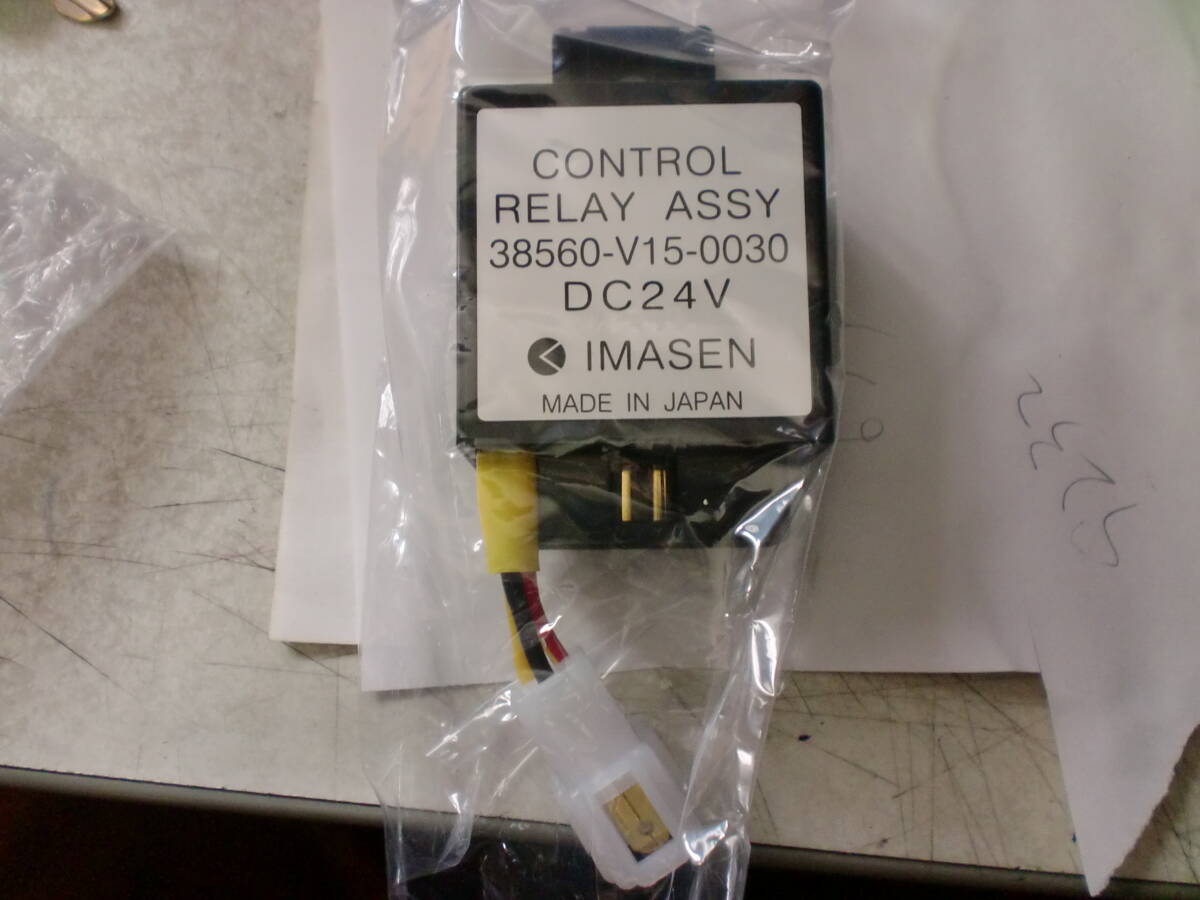 CONTROL
RELAY ASSY
38560-V15-0030
DC24V
IMASEN
MADE IN JAPAN